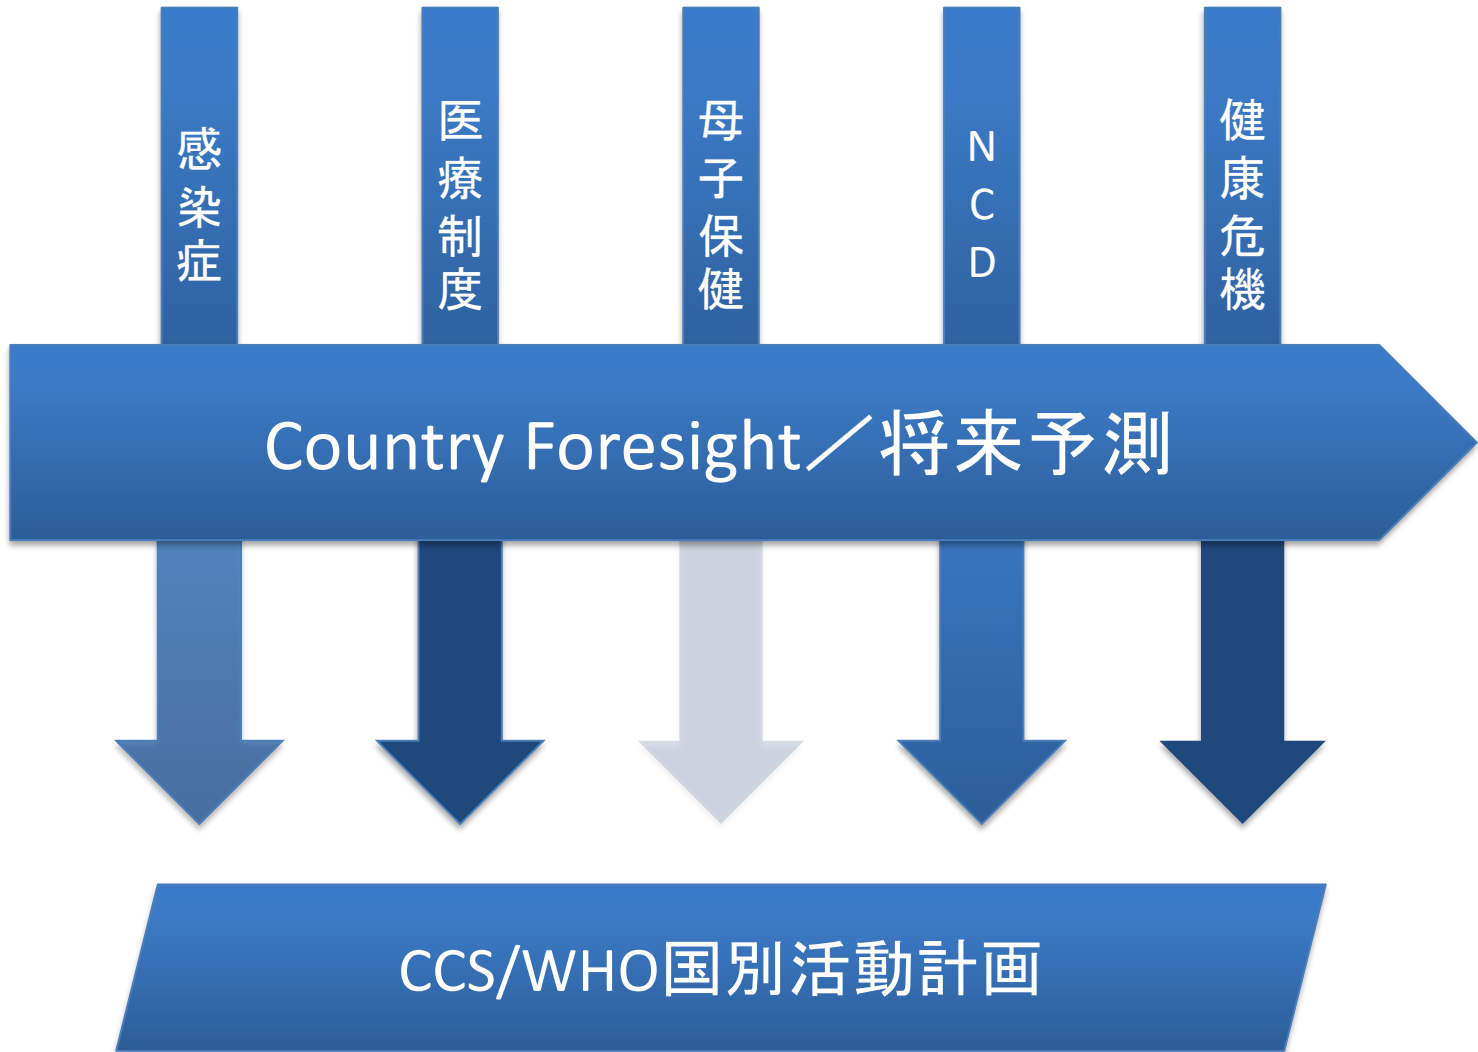 感染症
医療制度
母子保健
NCD
健康危機
Country Foresight／将来予測
CCS/WHO国別活動計画